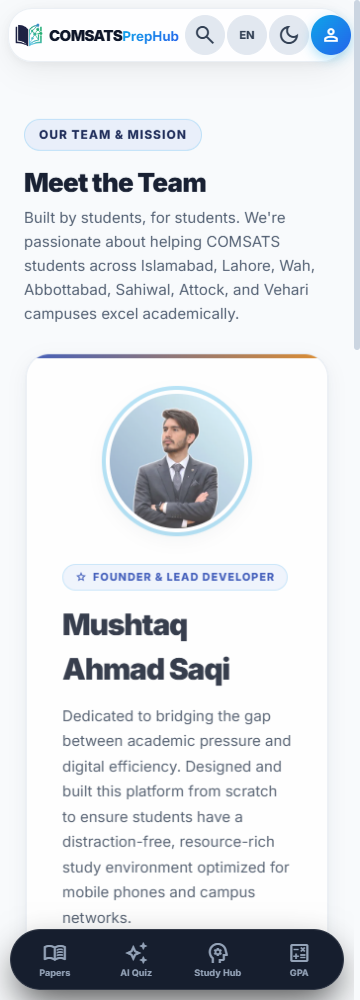 COMSATSPrepHub
EN
OUR TEAM & MISSION
Meet the Team
Built by students, for students. We're
passionate about helping COMSATS
students across Islamabad, Lahore, Wah,
Abbottabad, Sahiwal, Attock, and Vehari
campuses excel academically.
FOUNDER & LEAD DEVELOPER
Mushtaq
Ahmad Saqi
Dedicated to bridging the gap
between academic pressure and
digital efficiency. Designed and
built this platform from scratch
to ensure students have a
distraction-free, resource-rich
study environment optimized for
mobile phones and campus
networks.
Papers AI Quiz Study Hub GPA